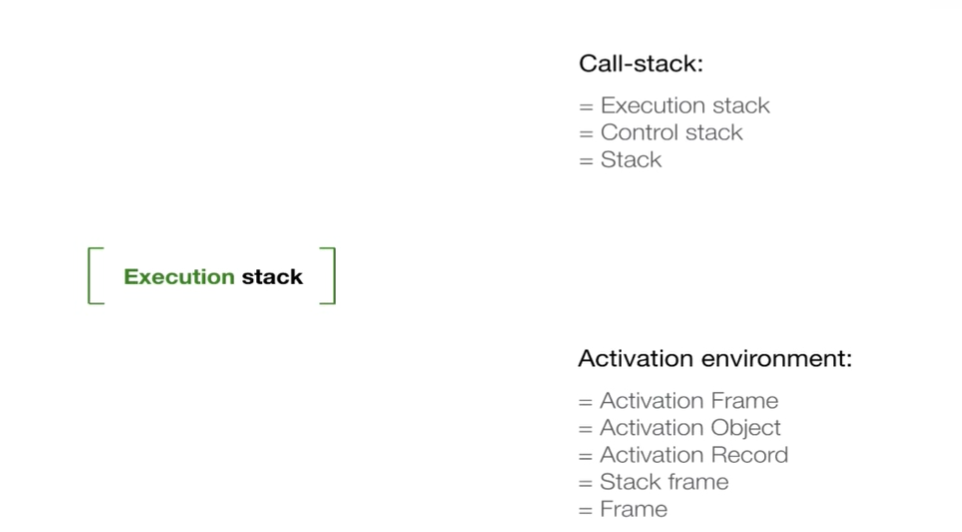 Call-stack:
= Execution stack
= Control stack
= Stack
Execution stack
Activation environment:
= Activation Frame
= Activation Object
= Activation Record
= Stack frame
= Frame